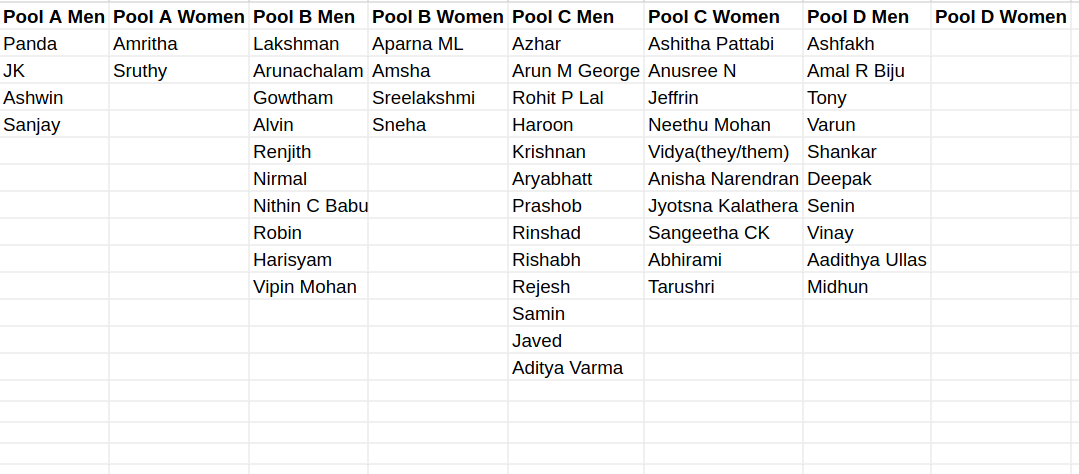 Pool A Men Pool A Women Pool B Men Pool B Women Pool C Men Pool C Women Pool D Men Pool D Women
Panda Amritha Lakshman Aparna ML Azhar Ashitha Pattabi Ashfakh
JK Sruthy Arunachalam Amsha Arun M George Anusree N Amal R Biju
Ashwin Gowtham Sreelakshmi Rohit P Lal Jeffrin Tony
Sanjay Alvin Sneha Haroon Neethu Mohan Varun
Renjith Krishnan Vidya(they/them) Shankar
Nirmal Aryabhatt Anisha Narendran Deepak
Nithin C Babu Prashob Jyotsna Kalathera Senin
Robin Rinshad Sangeetha CK Vinay
Harisyam Rishabh Abhirami Aadithya Ullas
Vipin Mohan Rejesh Tarushri Midhun
Samin
Javed
Aditya Varma